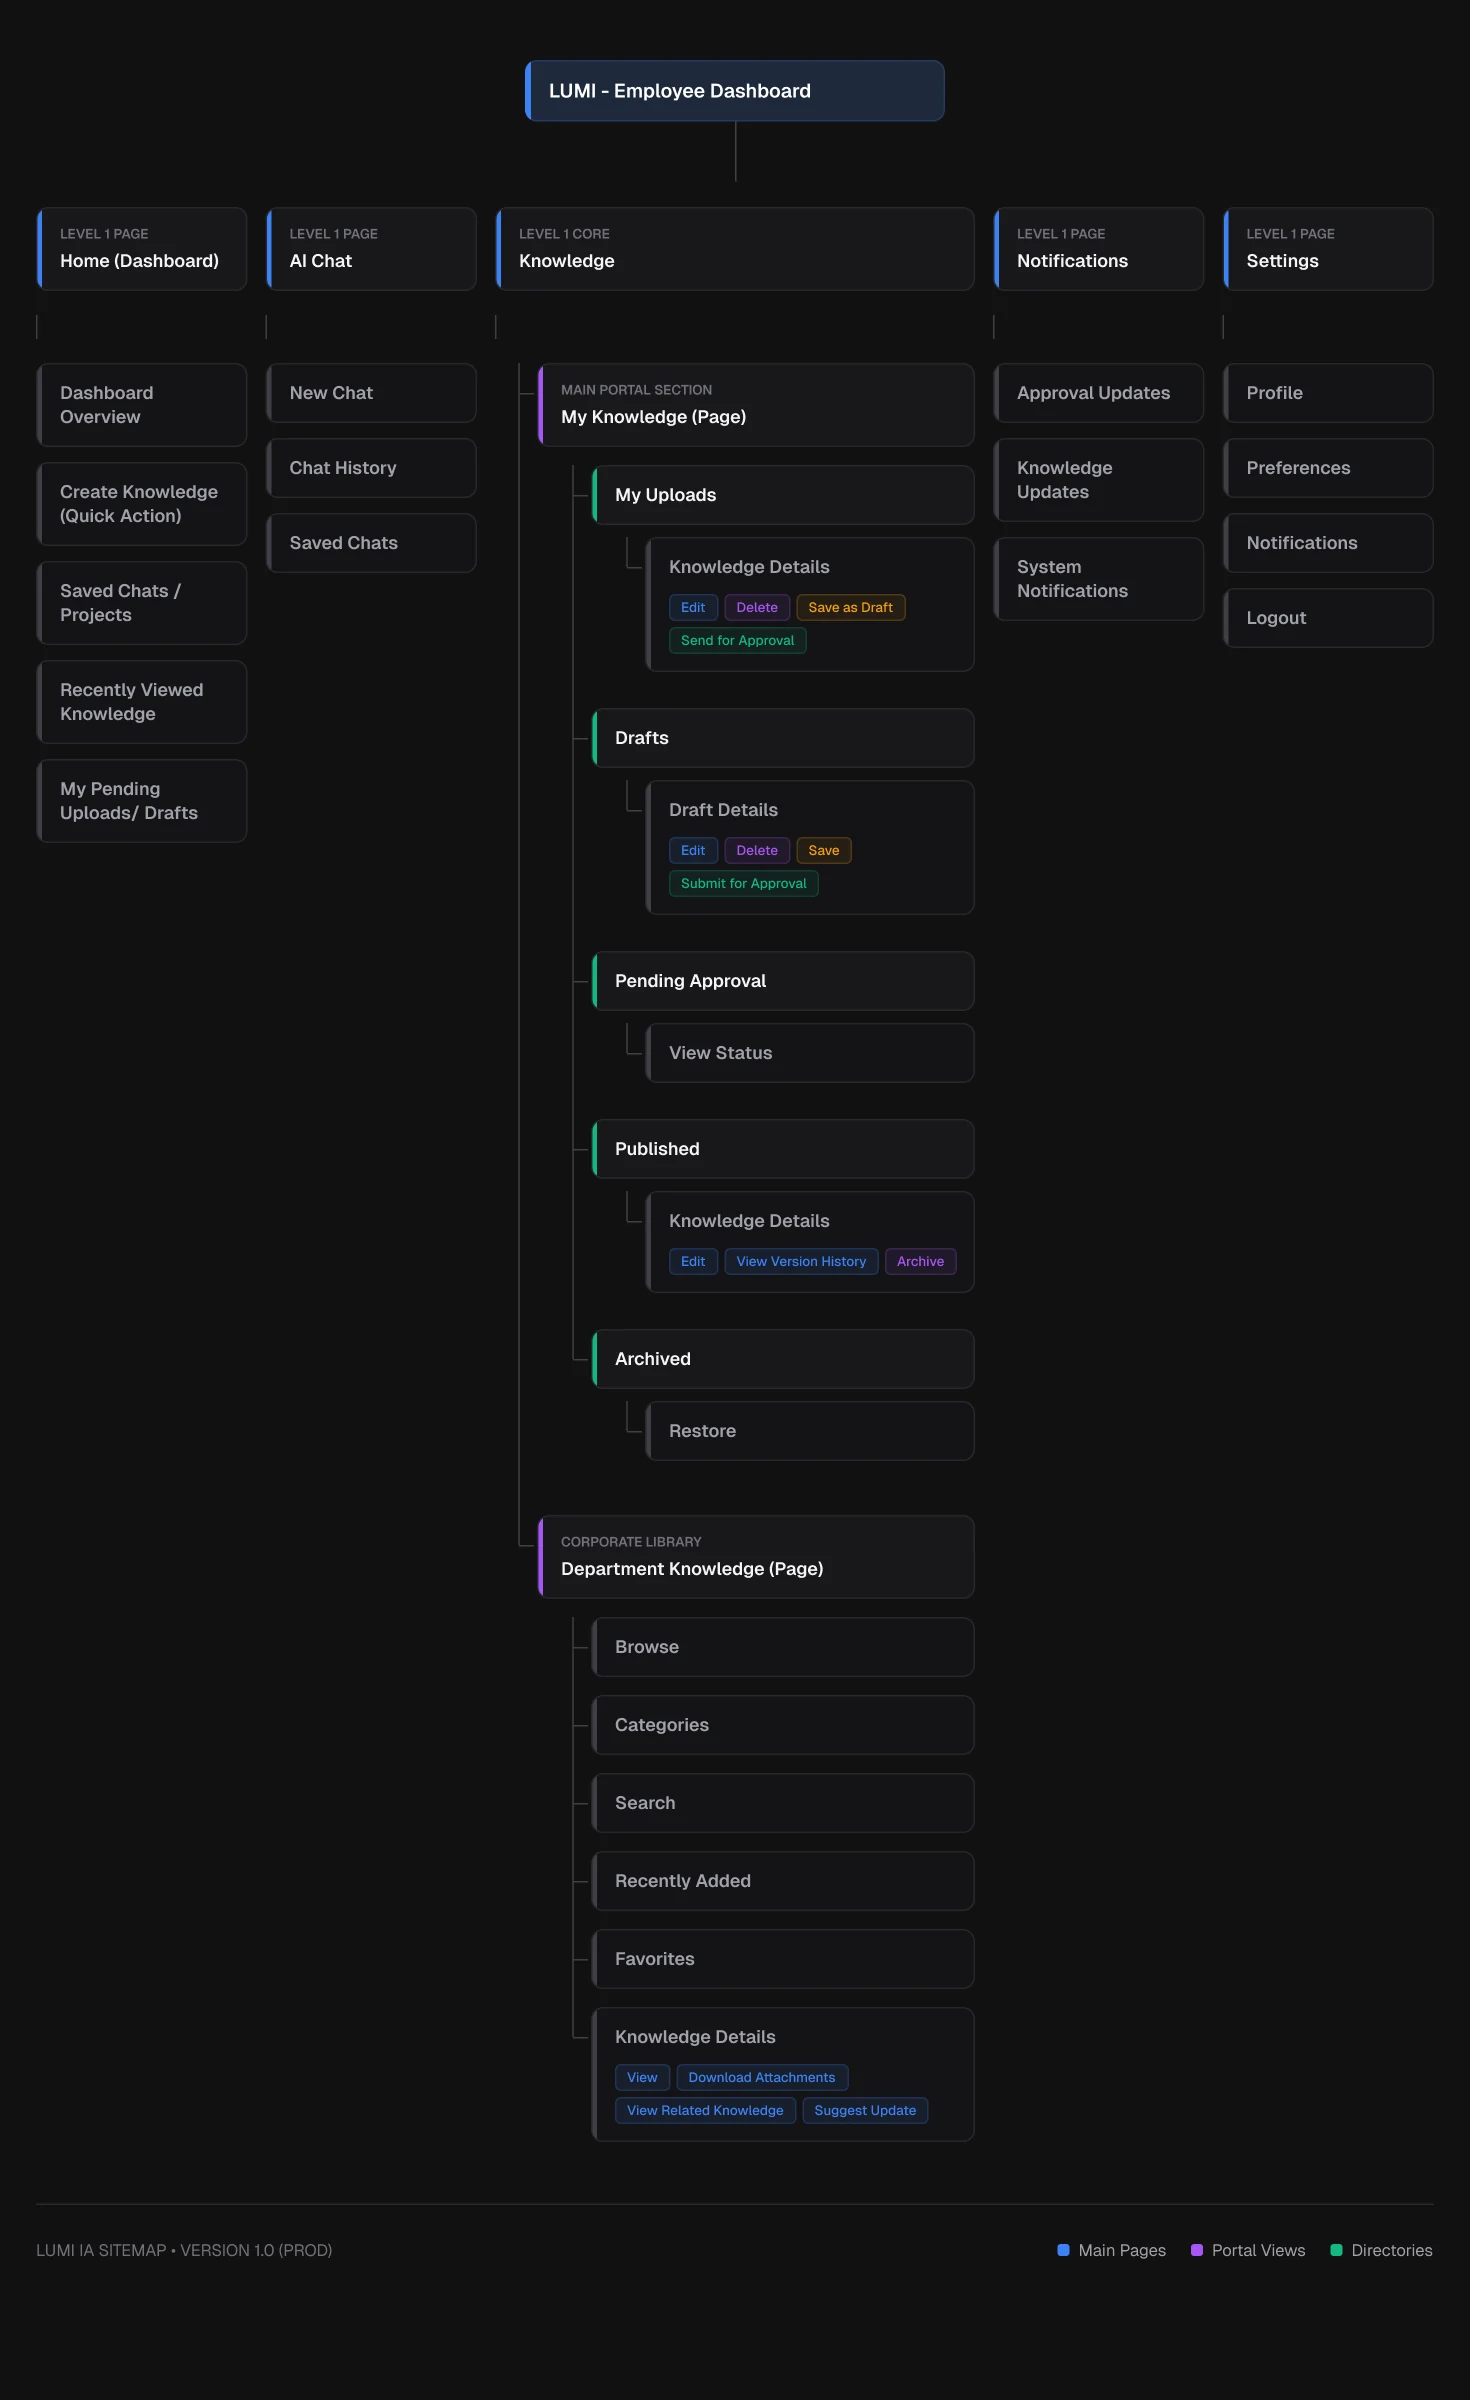 LUMI - Employee Dashboard
LEVEL 1 PAGE
Home (Dashboard)
Dashboard
Overview
Create Knowledge
(Quick Action)
Saved Chats /
Projects
Recently Viewed
Knowledge
My Pending
Uploads/ Drafts
LEVEL 1 PAGE
AI Chat
New Chat
Chat History
Saved Chats
LEVEL 1 CORE
Knowledge
MAIN PORTAL SECTION
My Knowledge (Page)
My Uploads
Knowledge Details
Edit Delete Save as Draft
Send for Approval
Drafts
Draft Details
Edit Delete Save
Submit for Approval
Pending Approval
View Status
Published
Knowledge Details
Edit View Version History Archive
Archived
Restore
CORPORATE LIBRARY
Department Knowledge (Page)
Browse
Categories
Search
Recently Added
Favorites
Knowledge Details
View Download Attachments
View Related Knowledge Suggest Update
LEVEL 1 PAGE
Notifications
Approval Updates
Knowledge
Updates
System
Notifications
LEVEL 1 PAGE
Settings
Profile
Preferences
Notifications
Logout
LUMI IA SITEMAP • VERSION 1.0 (PROD)
Main Pages Portal Views Directories